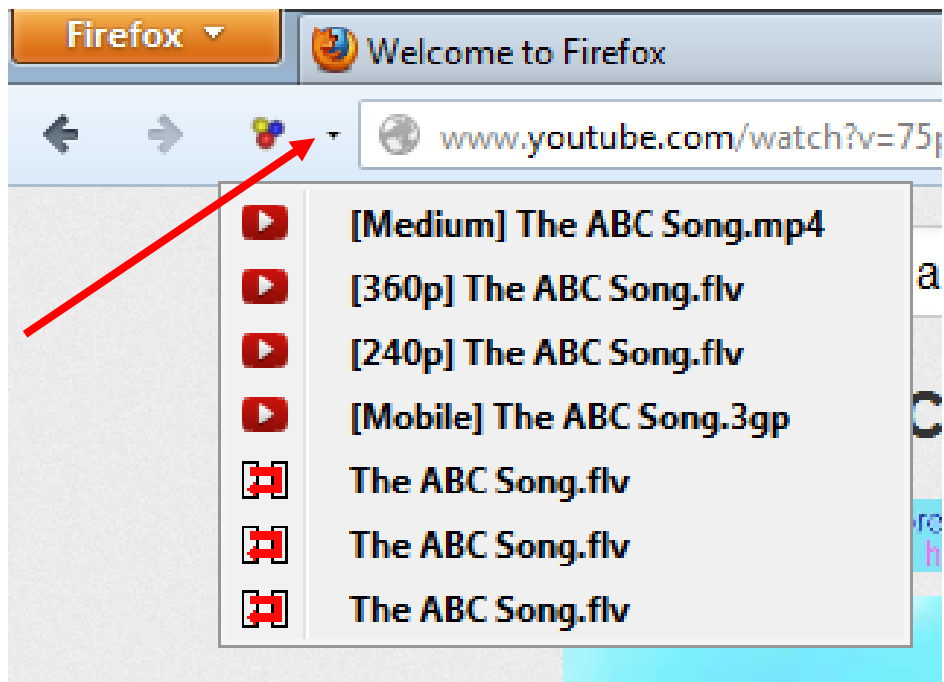 Firefox
Welcome to Firefox
www.youtube.com/watch?v=75
[Medium] The ABC Song.mp4
[360p] The ABC Song.flv
a
[240p] The ABC Song.flv
[Mobile] The ABC Song.3gp
The ABC Song.flv
The ABC Song.flv
The ABC Song.flv